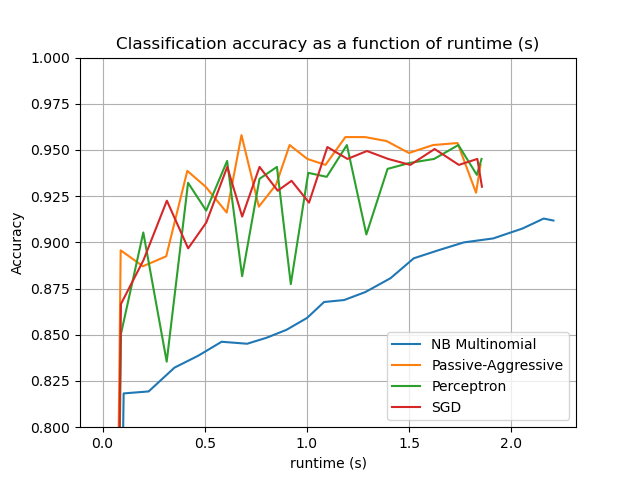 Classification accuracy as a function of runtime (s)
1.000
0.975
0.950
0.925
0.900
0.875
0.850
0.825
0.800
Accuracy
NB Multinomial
Passive-Aggressive
Perceptron
SGD
0.0 0.5 1.0 1.5 2.0
runtime (s)